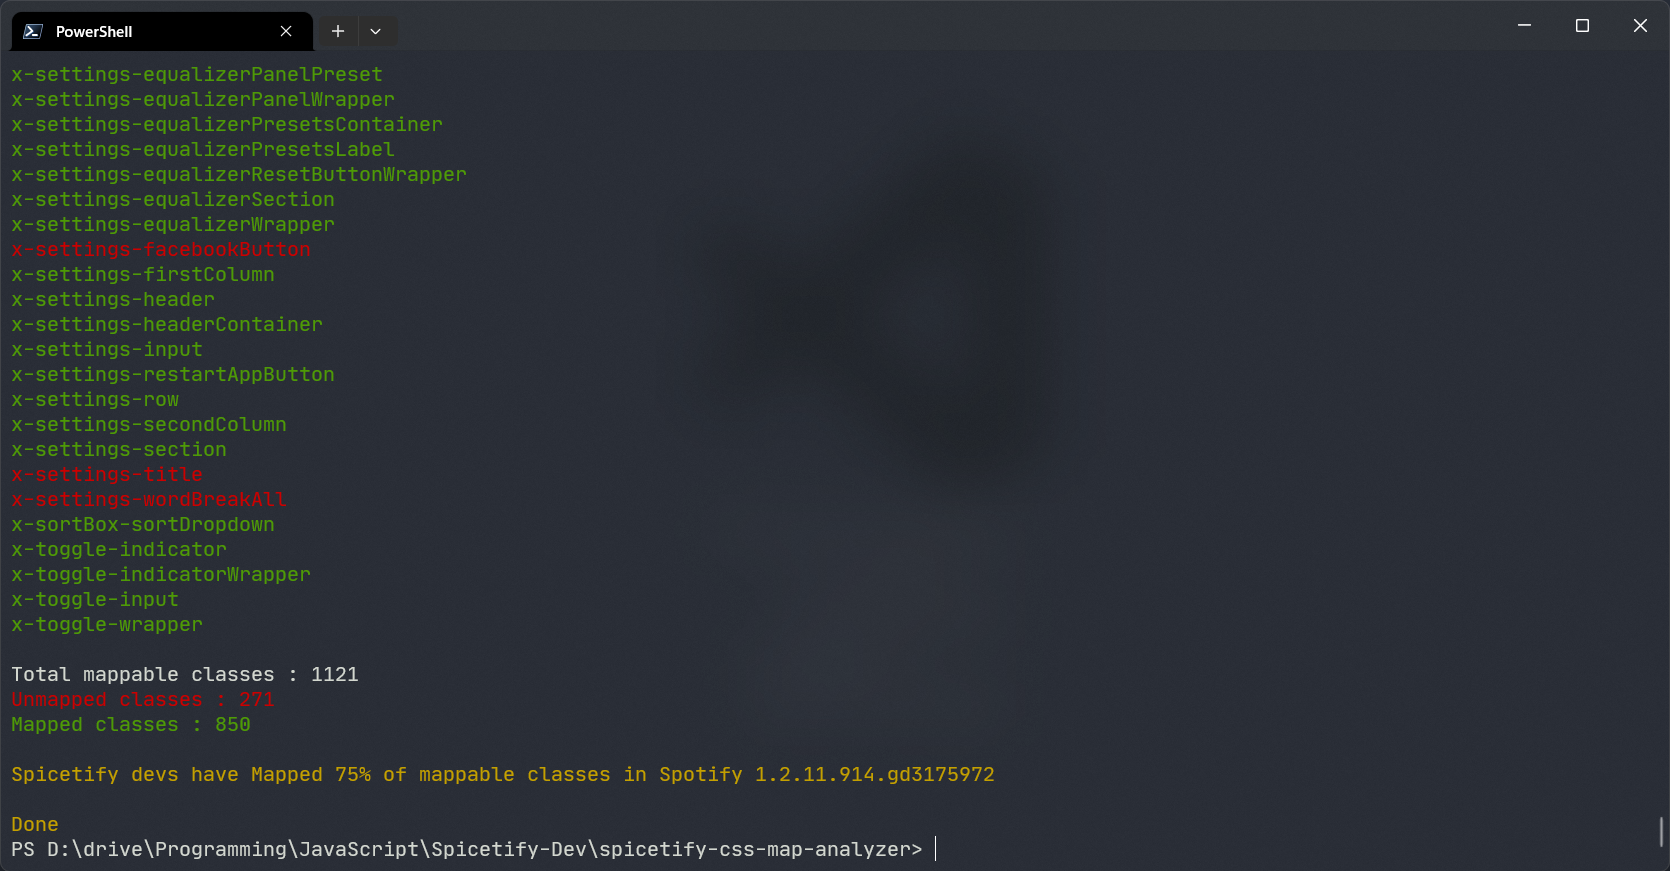 PowerShell
x-settings-equalizerPanelPreset
x-settings-equalizerPanelWrapper
x-settings-equalizerPresetsContainer
x-settings-equalizerPresetsLabel
x-settings-equalizerResetButtonWrapper
x-settings-equalizerSection
x-settings-equalizerWrapper
x-settings-facebookButton
x-settings-firstColumn
x-settings-header
x-settings-headerContainer
x-settings-input
x-settings-restartAppButton
x-settings-row
x-settings-secondColumn
x-settings-section
x-settings-title
x-settings-wordBreakAll
x-sortBox-sortDropdown
x-toggle-indicator
x-toggle-indicatorWrapper
x-toggle-input
x-toggle-wrapper
Total mappable classes : 1121
Unmapped classes : 271
Mapped classes : 850
Spicetify devs have Mapped 75% of mappable classes in Spotify 1.2.11.914.gd3175972
Done
PS D:\drive\Programming\JavaScript\Spicetify-Dev\spicetify-css-map-analyzer>